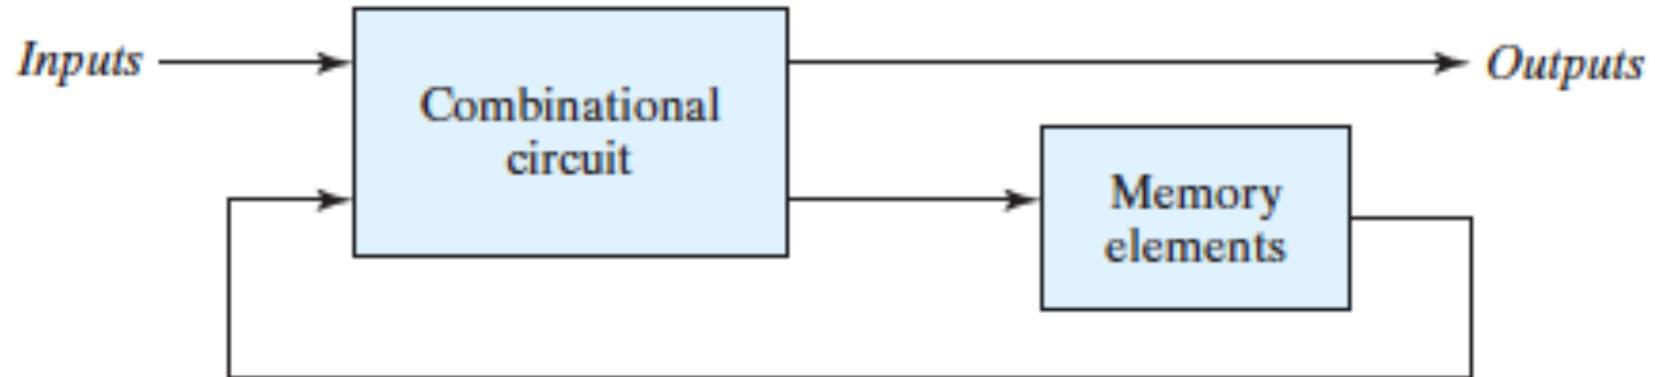 Inputs
Combinational
circuit
Outputs
Memory
elements